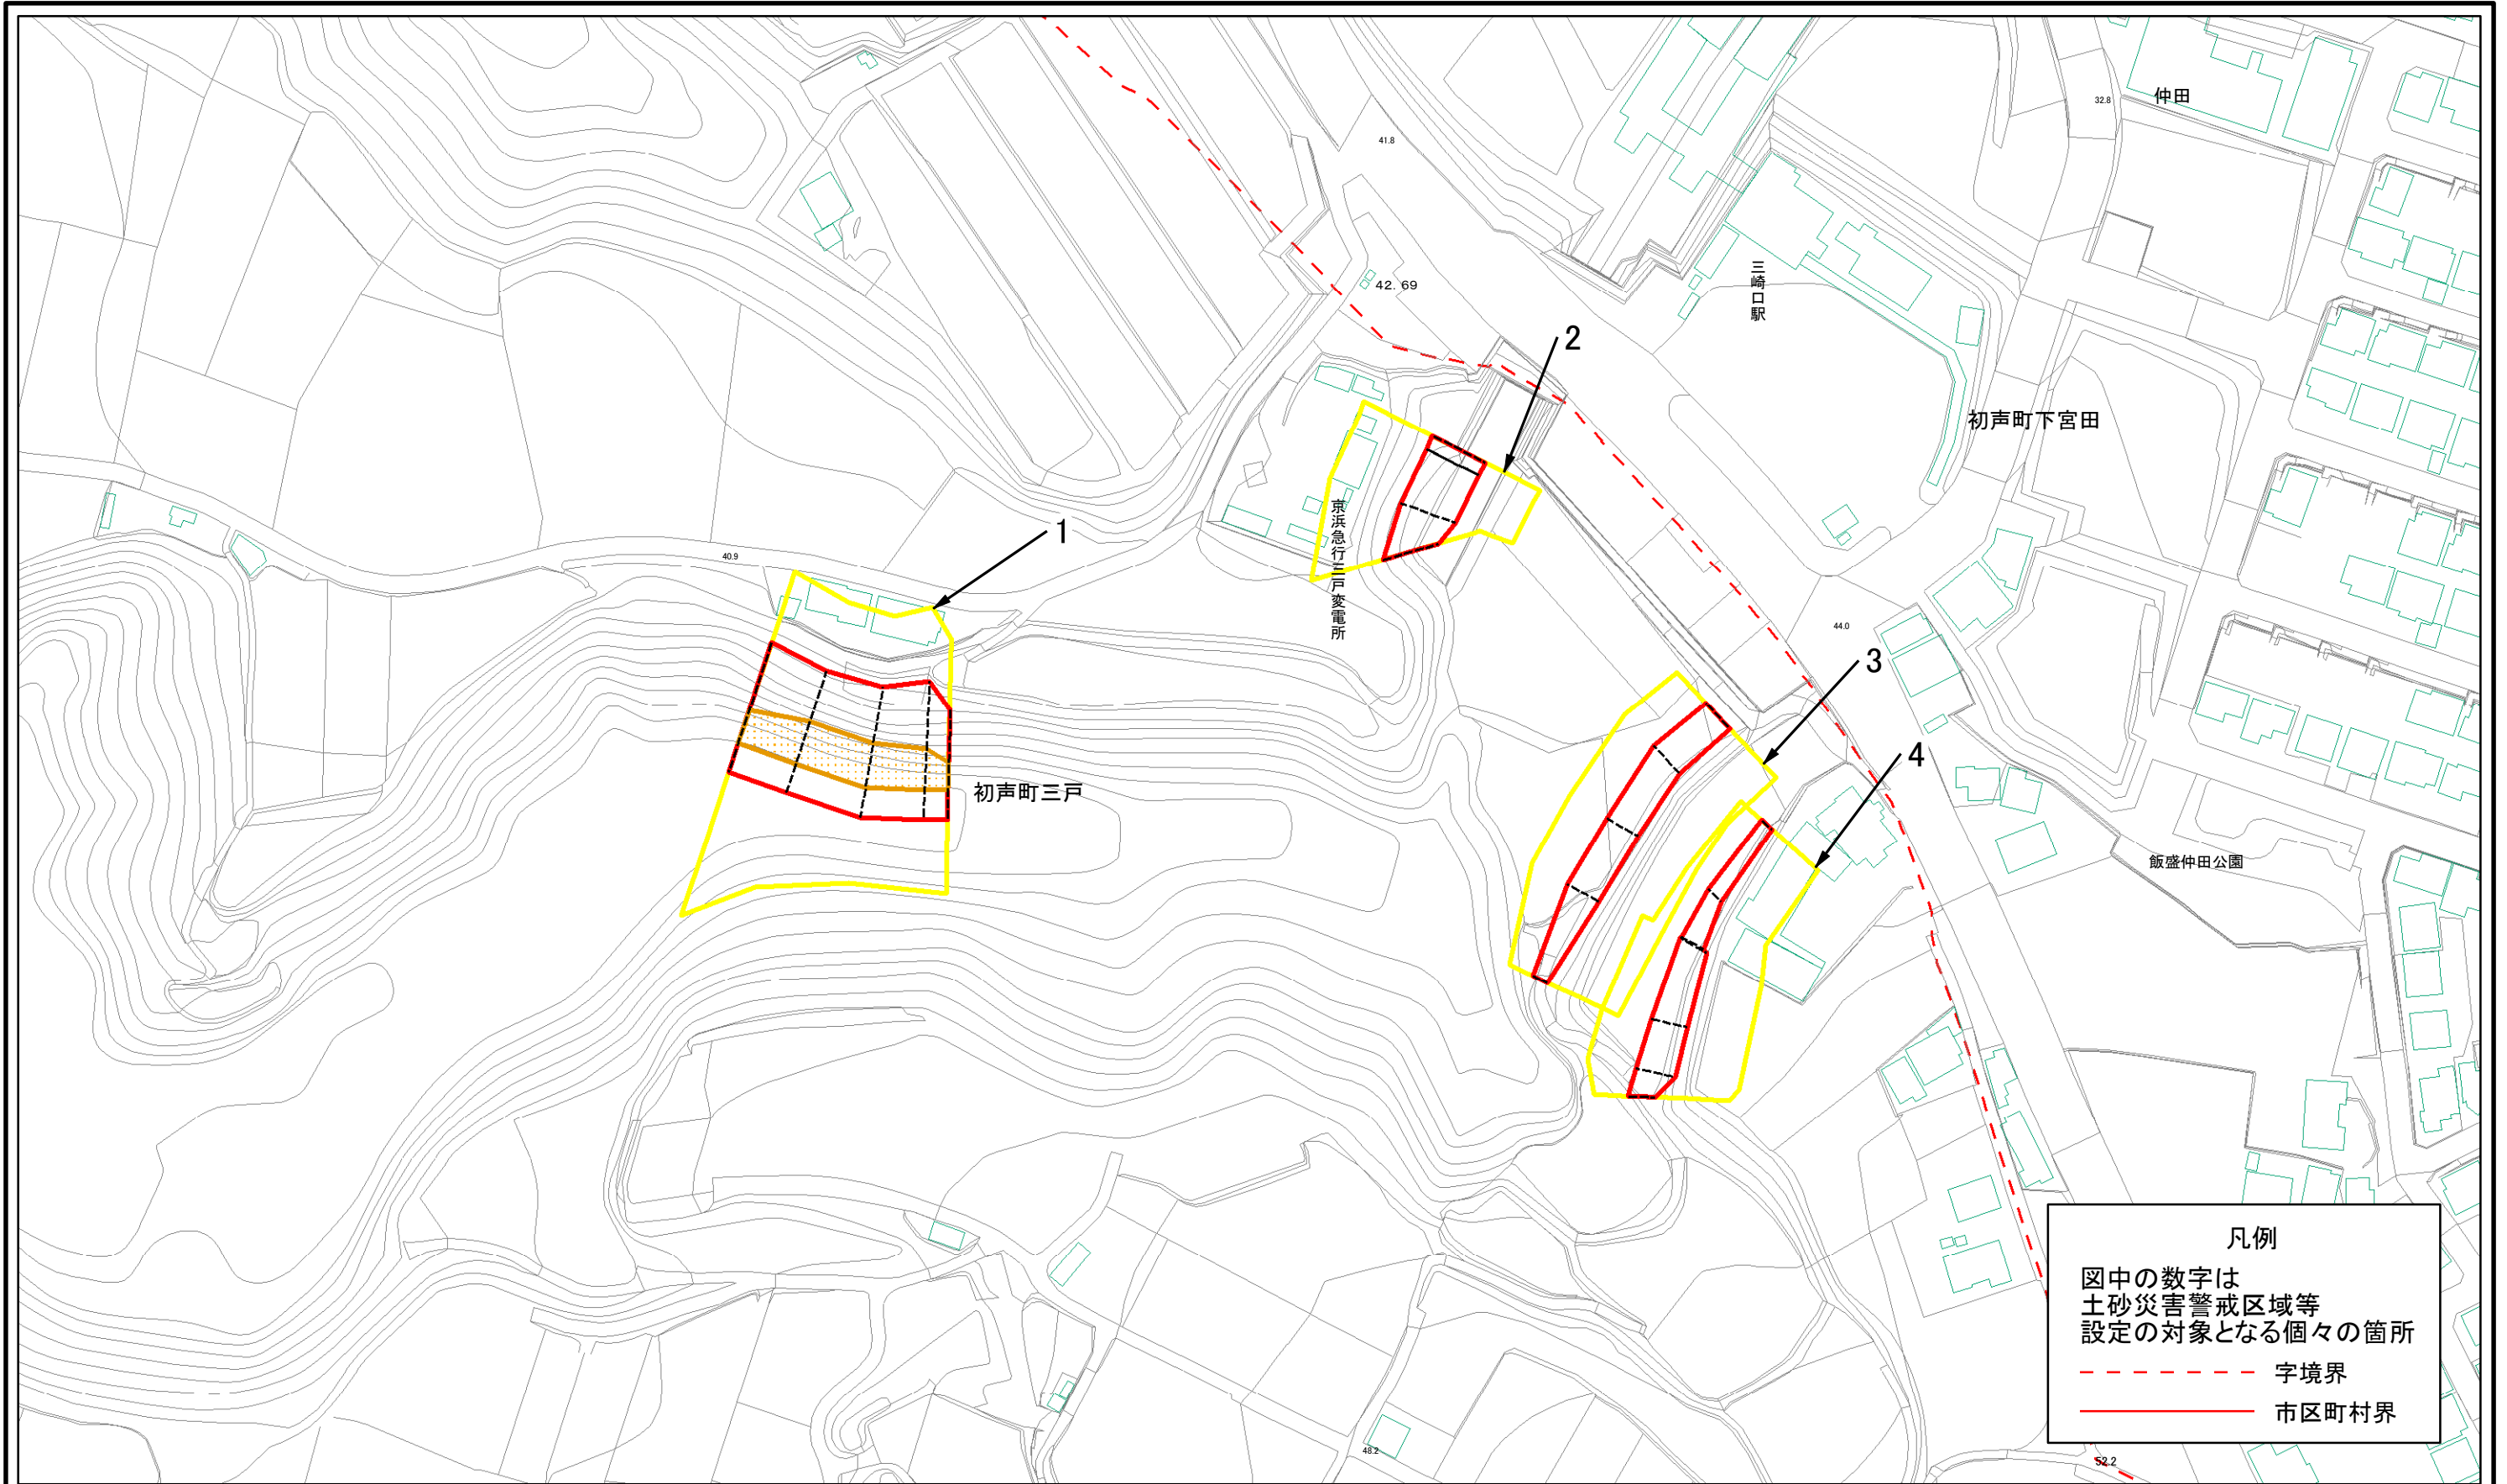 仲田
32.8
41.8
三崎口駅
42.69
2
初声町下宮田
京浜急行三戸変電所
1
40.9
44.0
3
4
初声町三戸
飯盛仲田公園
凡例
図中の数字は
土砂災害警戒区域等
設定の対象となる個々の箇所
字境界
市区町村界
48.2
52.2